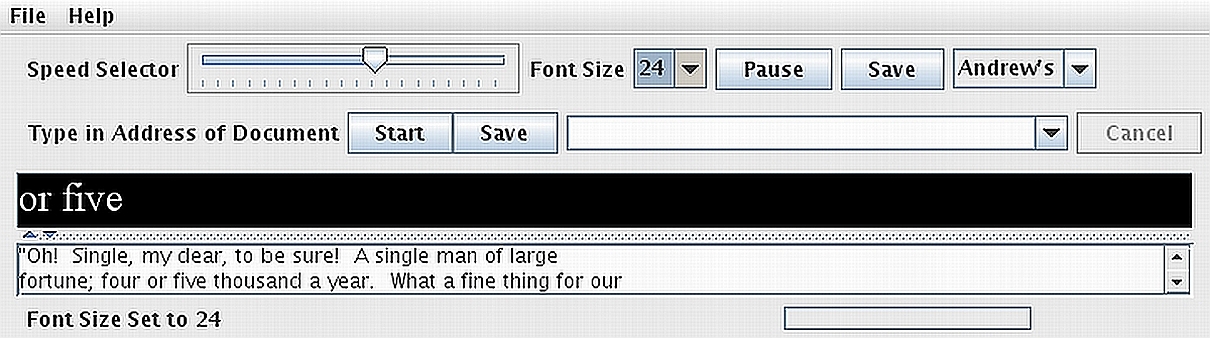 File Help
Speed Selector Font Size 24 Pause Save Andrew's
Type in Address of Document Start Save Cancel
or five
"Oh! Single, my dear, to be sure! A single man of large
fortune; four or five thousand a year. What a fine thing for our
Font Size Set to 24